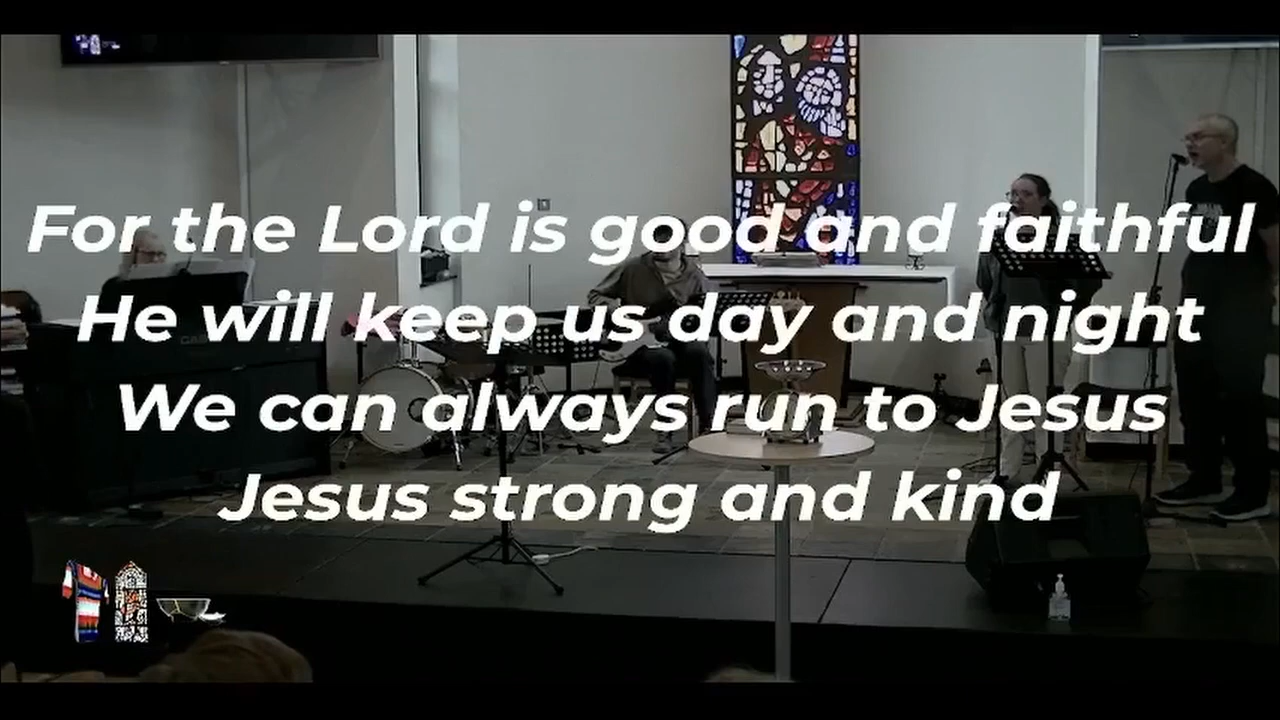 For the Lord is good and faithful
He will keep us day and night
We can always run to Jesus
Jesus strong and kind